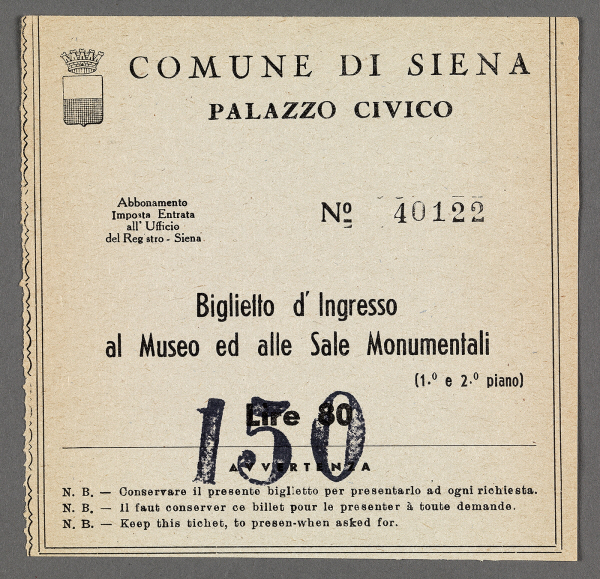 COMUNE DI SIENA
PALAZZO CIVICO
Abbonamento
Imposta Entrata
all' Ufficio
del Registro - Siena
Nº 40122
Biglietto d' Ingresso
al Museo ed alle Sale Monumentali
(1.º e 2.º piano)
Lire 80
150
AVVERTENZA
N. B. — Conservare il presente biglietto per presentarlo ad ogni richiesta.
N. B. — Il faut conserver ce billet pour le presenter à toute demande.
N. B. — Keep this tichet, to presen-when asked for.